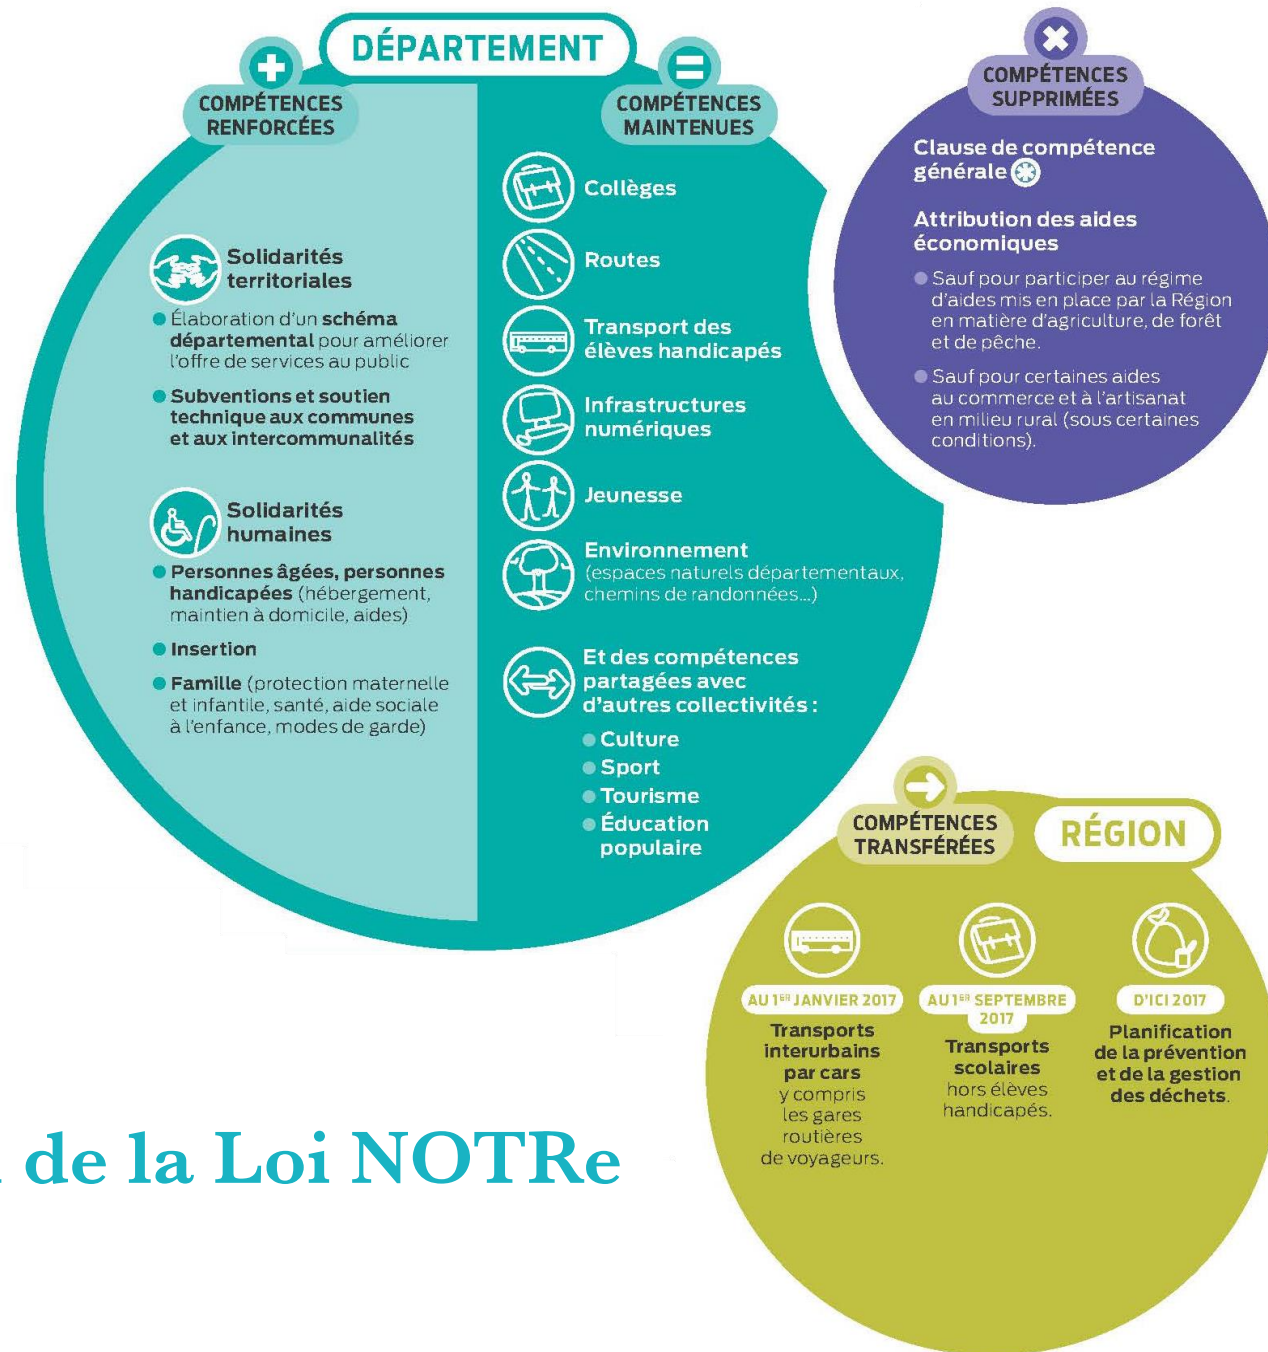 DÉPARTEMENT
COMPÉTENCES
RENFORCÉES
Solidarités
territoriales
Élaboration d'un schéma
départemental pour améliorer
l'offre de services au public
Subventions et soutien
technique aux communes
et aux intercommunalités
Solidarités
humaines
Personnes âgées, personnes
handicapées (hébergement,
maintien à domicile, aides)
Insertion
Famille (protection maternelle
et infantile, santé, aide sociale
à l'enfance, modes de garde)
COMPÉTENCES
MAINTENUES
Collèges
Routes
Transport des
élèves handicapés
Infrastructures
numériques
Jeunesse
Environnement
(espaces naturels départementaux,
chemins de randonnées...)
Et des compétences
partagées avec
d'autres collectivités :
Culture
Sport
Tourisme
Éducation
populaire
COMPÉTENCES
SUPPRIMÉES
Clause de compétence
générale
Attribution des aides
économiques
Sauf pour participer au régime
d'aides mis en place par la Région
en matière d'agriculture, de forêt
et de pêche.
Sauf pour certaines aides
au commerce et à l'artisanat
en milieu rural (sous certaines
conditions).
COMPÉTENCES
TRANSFÉRÉES
RÉGION
AU 1ER JANVIER 2017
Transports
interurbains
par cars
y compris
les gares
routières
de voyageurs.
AU 1ER SEPTEMBRE
2017
Transports
scolaires
hors élèves
handicapés.
D'ICI 2017
Planification
de la prévention
et de la gestion
des déchets.
de la Loi NOTRe